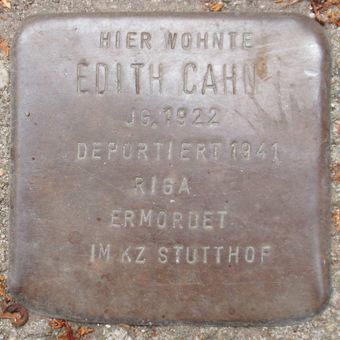 HIER WOHNTE
EDITH CAHN
JG. 1922
DEPORTIERT 1941
RIGA
ERMORDET
IM KZ STUTTHOF